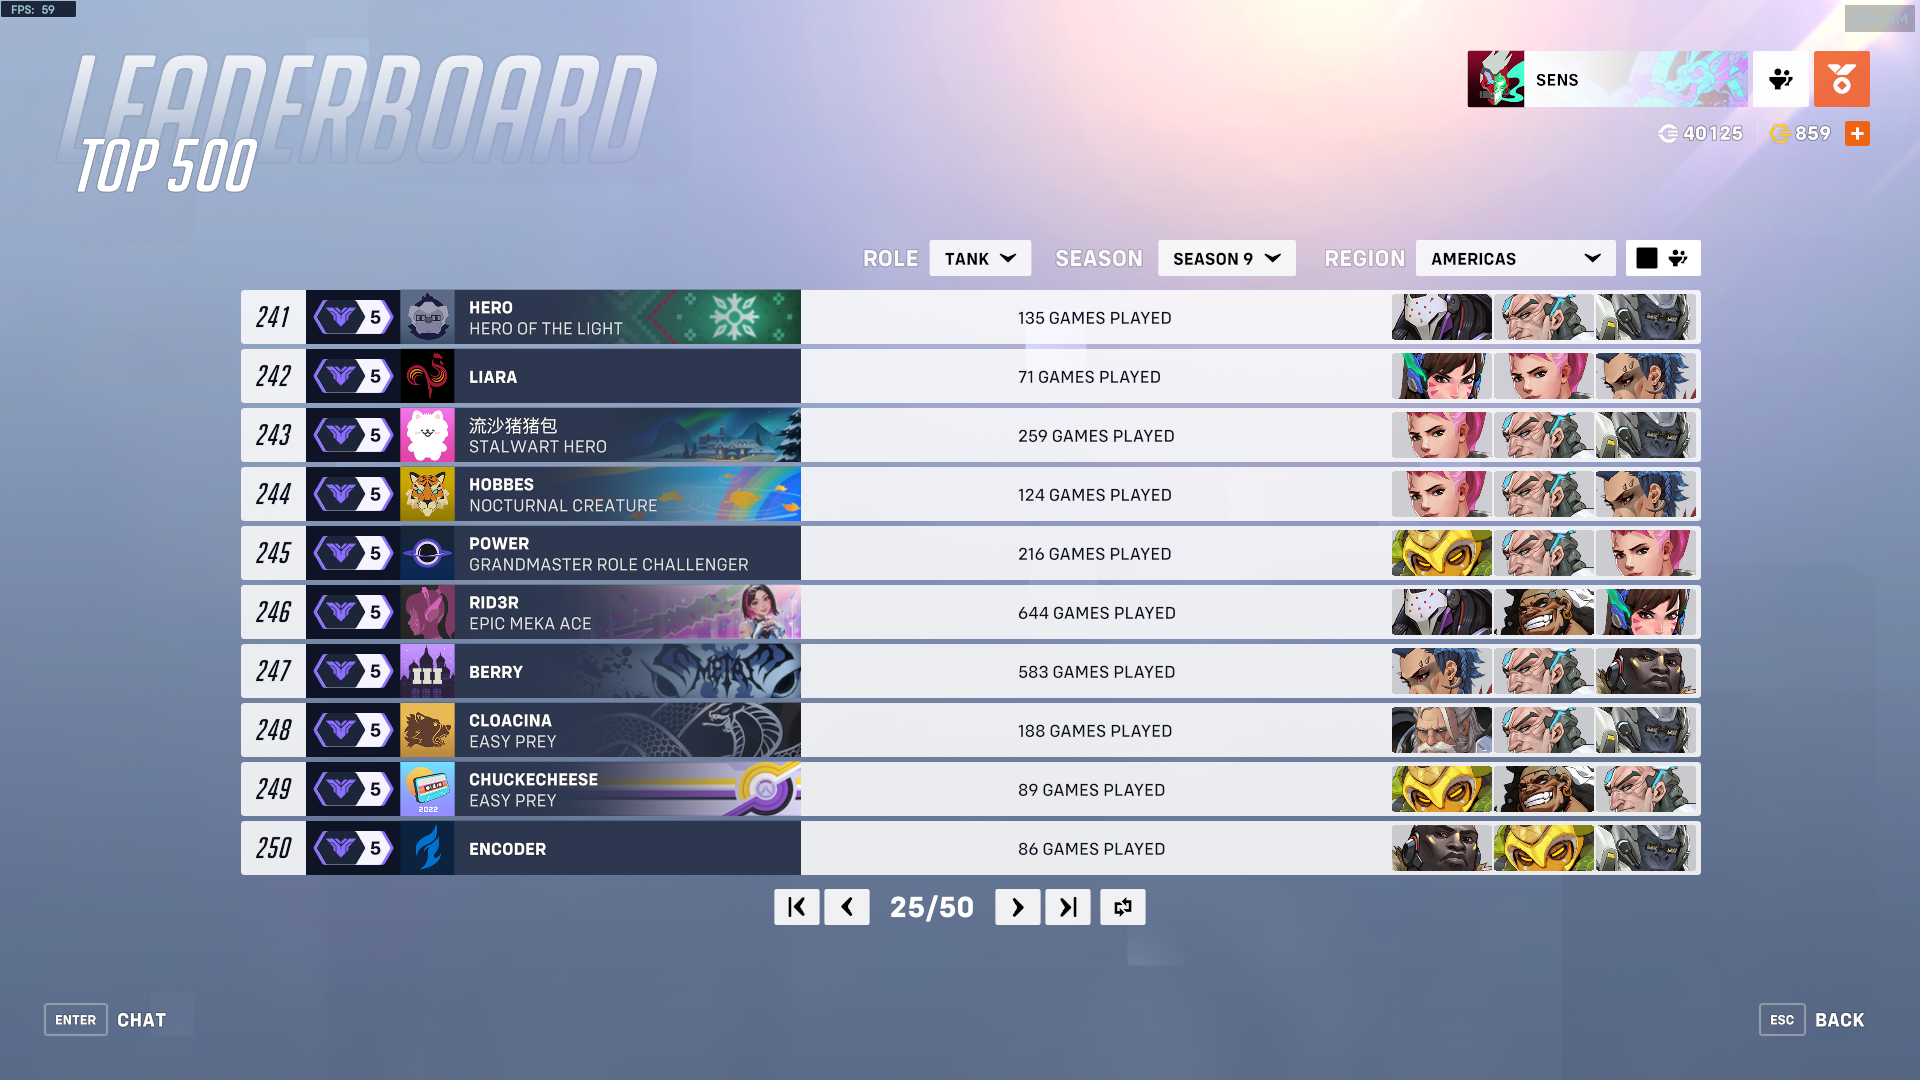 FPS: 59
LEADERBOARD
TOP 500
SENS
40125
859
ROLE TANK SEASON SEASON 9 REGION AMERICAS
241 5 HERO HERO OF THE LIGHT 135 GAMES PLAYED
242 5 LIARA 71 GAMES PLAYED
243 5 流沙猪猪包 STALWART HERO 259 GAMES PLAYED
244 5 HOBBES NOCTURNAL CREATURE 124 GAMES PLAYED
245 5 POWER GRANDMASTER ROLE CHALLENGER 216 GAMES PLAYED
246 5 RID3R EPIC MEKA ACE 644 GAMES PLAYED
247 5 BERRY 583 GAMES PLAYED
248 5 CLOACINA EASY PREY 188 GAMES PLAYED
249 5 2022 CHUCKECHEESE EASY PREY 89 GAMES PLAYED
250 5 ENCODER 86 GAMES PLAYED
25/50
ENTER CHAT
ESC BACK